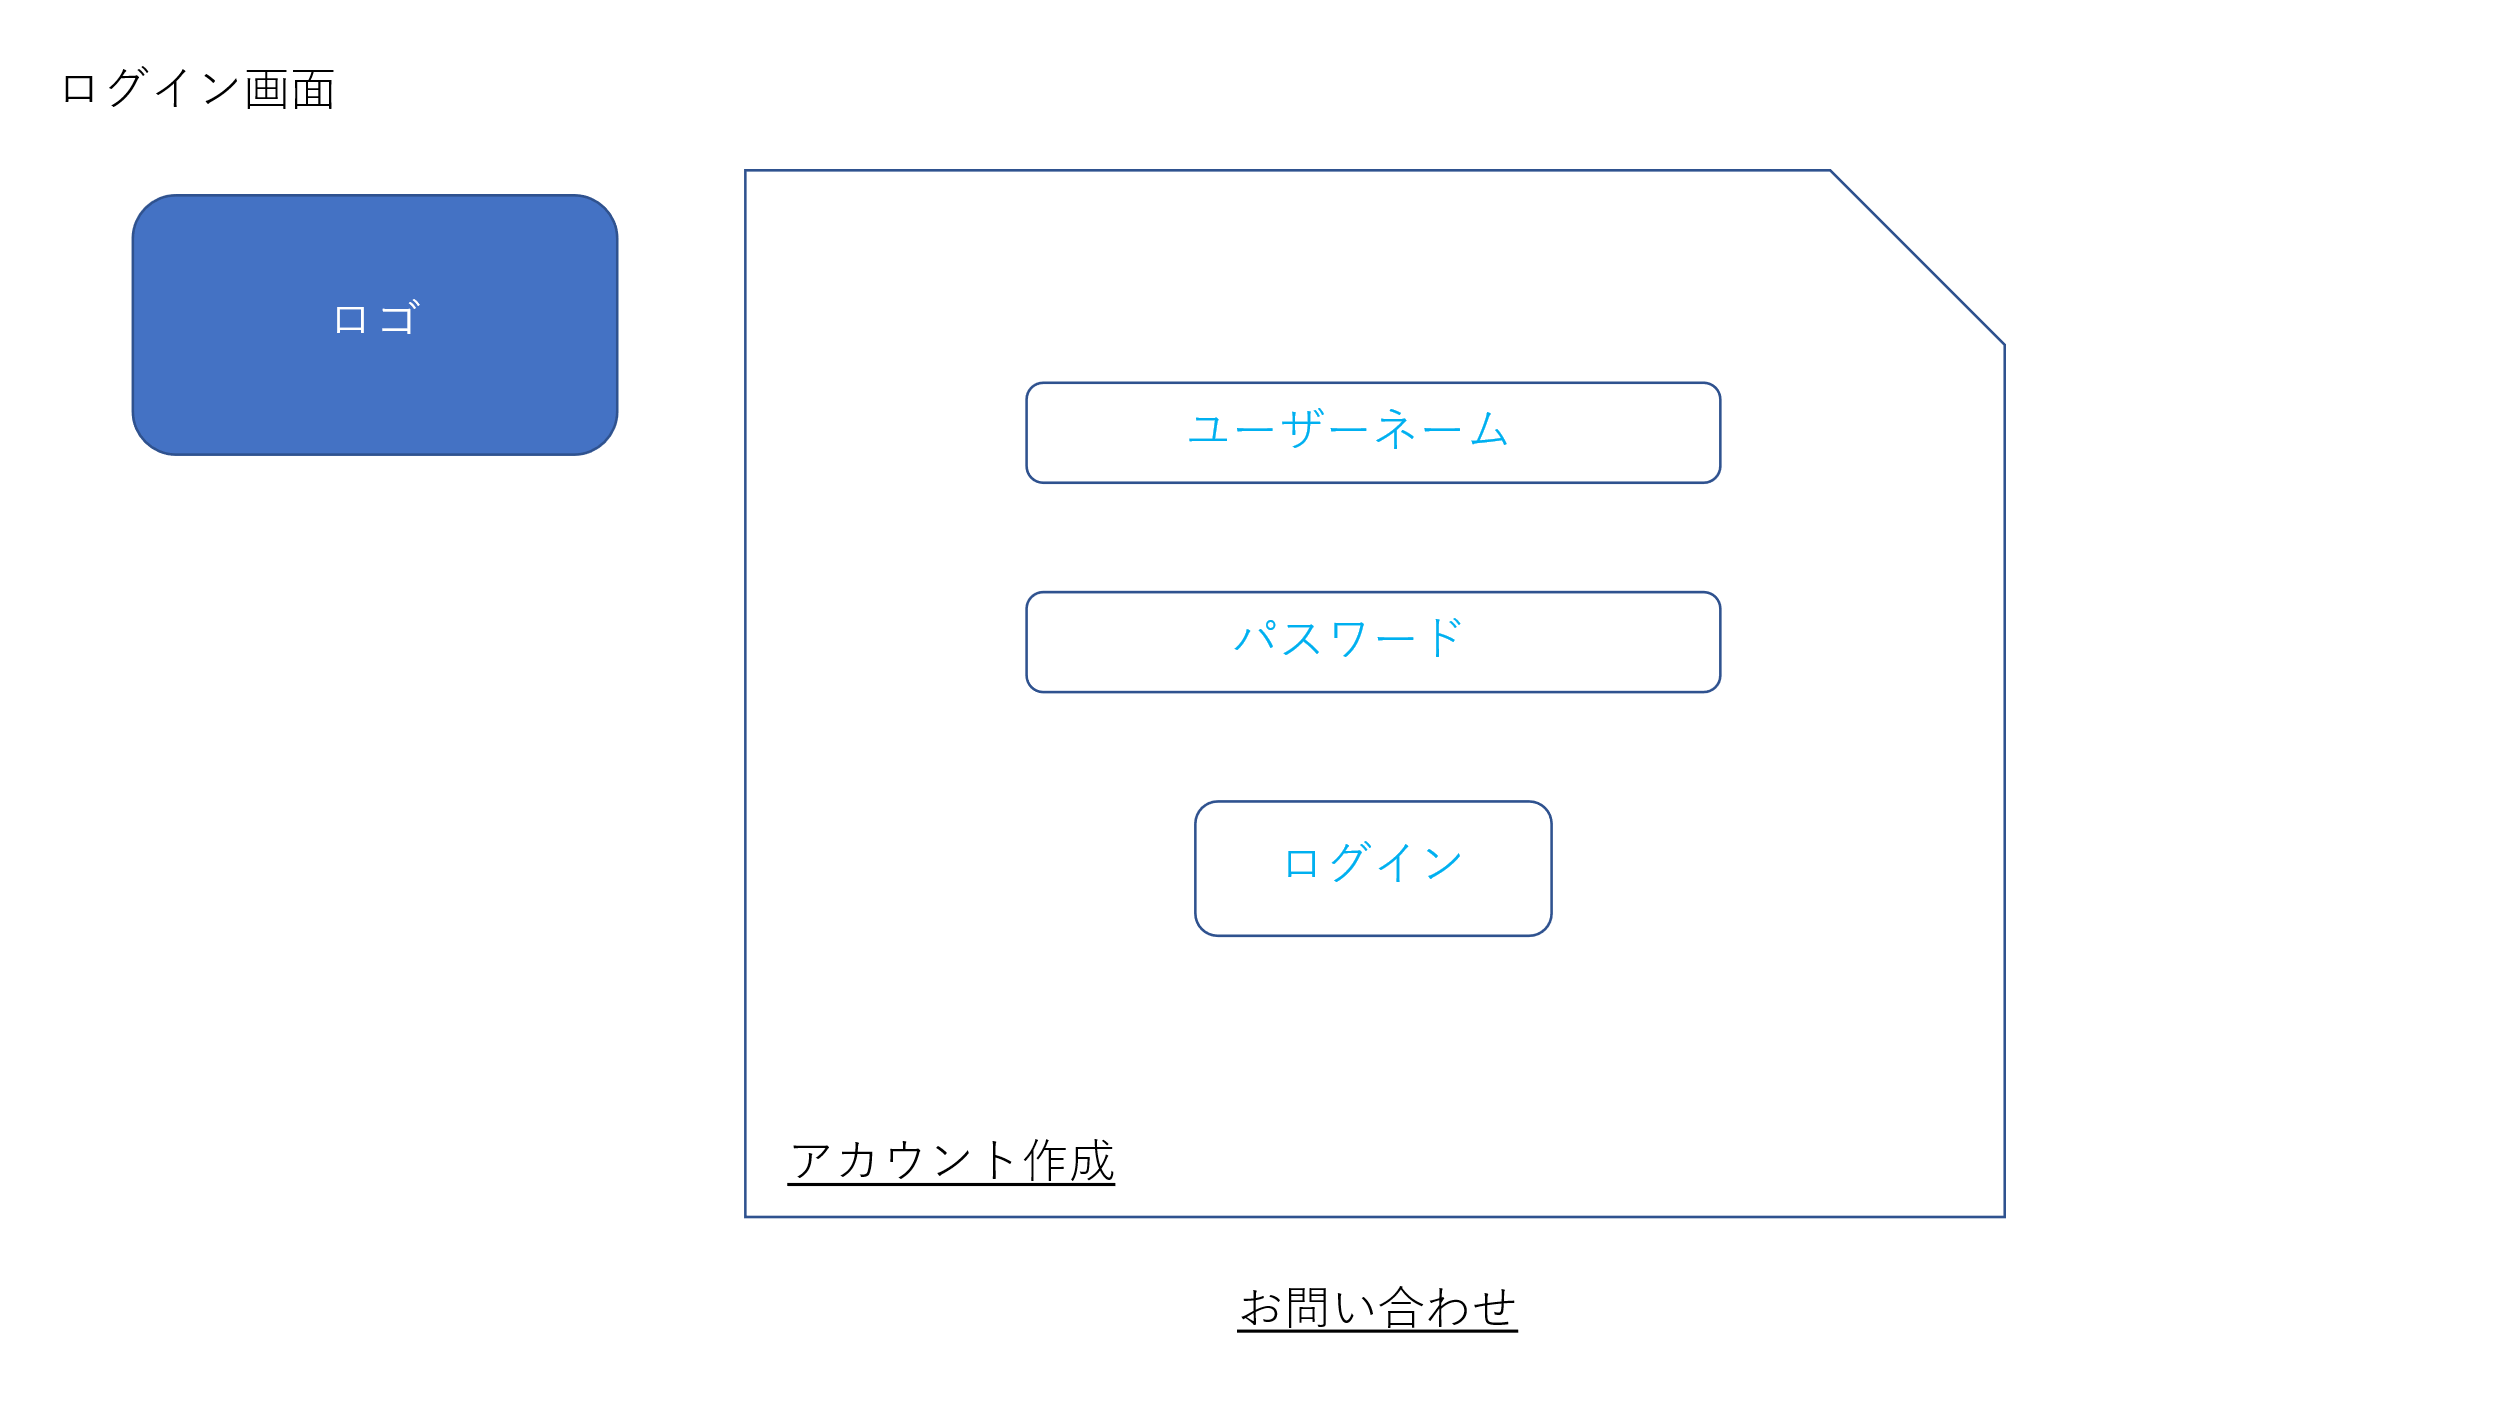 ログイン画面
ロゴ
ユーザーネーム
パスワード
ログイン
アカウント作成
お問い合わせ